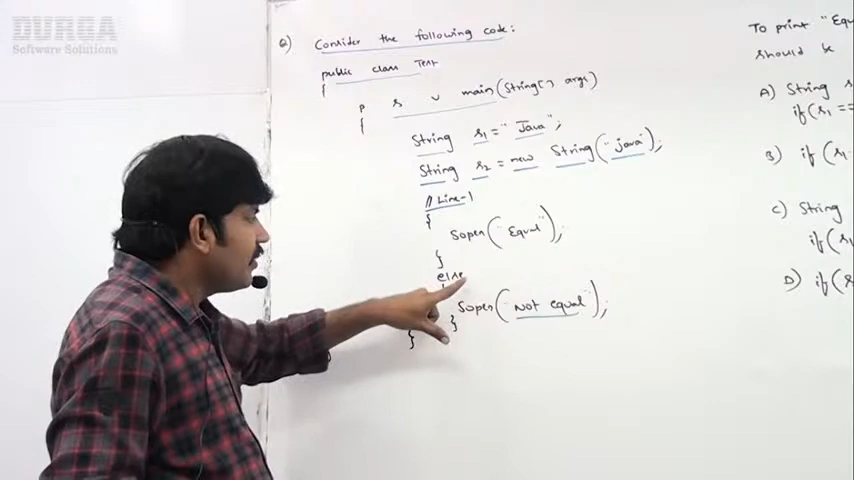 DURGA
Software Solutions
Q) Consider the following code:
public class Test
{
p s v main(String[] args)
{
String s1 = "Java";
String s2 = new String("java");
// Line-1
{
Sopln("Equal");
}
else
{
Sopln("not equal");
}
}
To print "Equ
should be
A) String s
if(s1 ==
B) if(s1.
C) String
if(s1
D) if(s